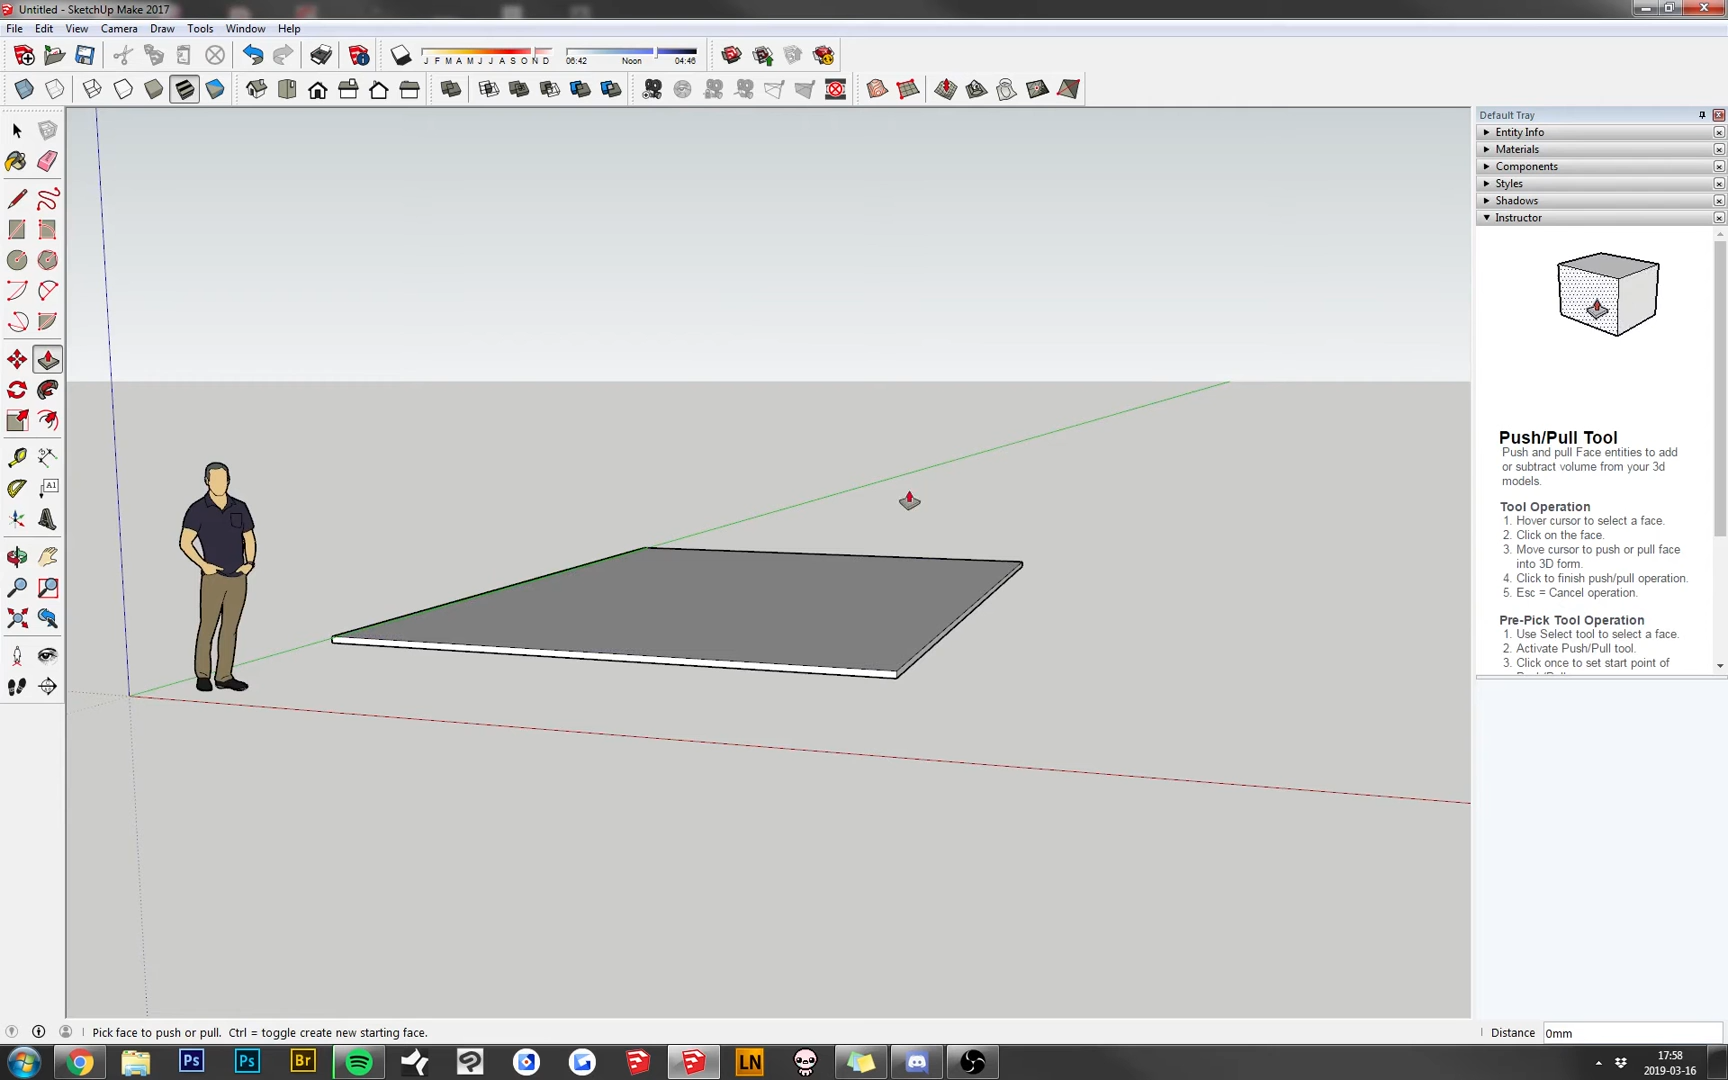 Untitled - SketchUp Make 2017
File Edit View Camera Draw Tools Window Help
J F M A M J J A S O N D 06:42 Noon 04:46
Default Tray
Entity Info
Materials
Components
Styles
Shadows
Instructor
A1
Push/Pull Tool
Push and pull Face entities to add
or subtract volume from your 3d
models.
Tool Operation
1. Hover cursor to select a face.
2. Click on the face.
3. Move cursor to push or pull face
into 3D form.
4. Click to finish push/pull operation.
5. Esc = Cancel operation.
Pre-Pick Tool Operation
1. Use Select tool to select a face.
2. Activate Push/Pull tool.
3. Click once to set start point of
Pick face to push or pull. Ctrl = toggle create new starting face.
Distance 0mm
Ps Ps Br LN
17:58
2019-03-16